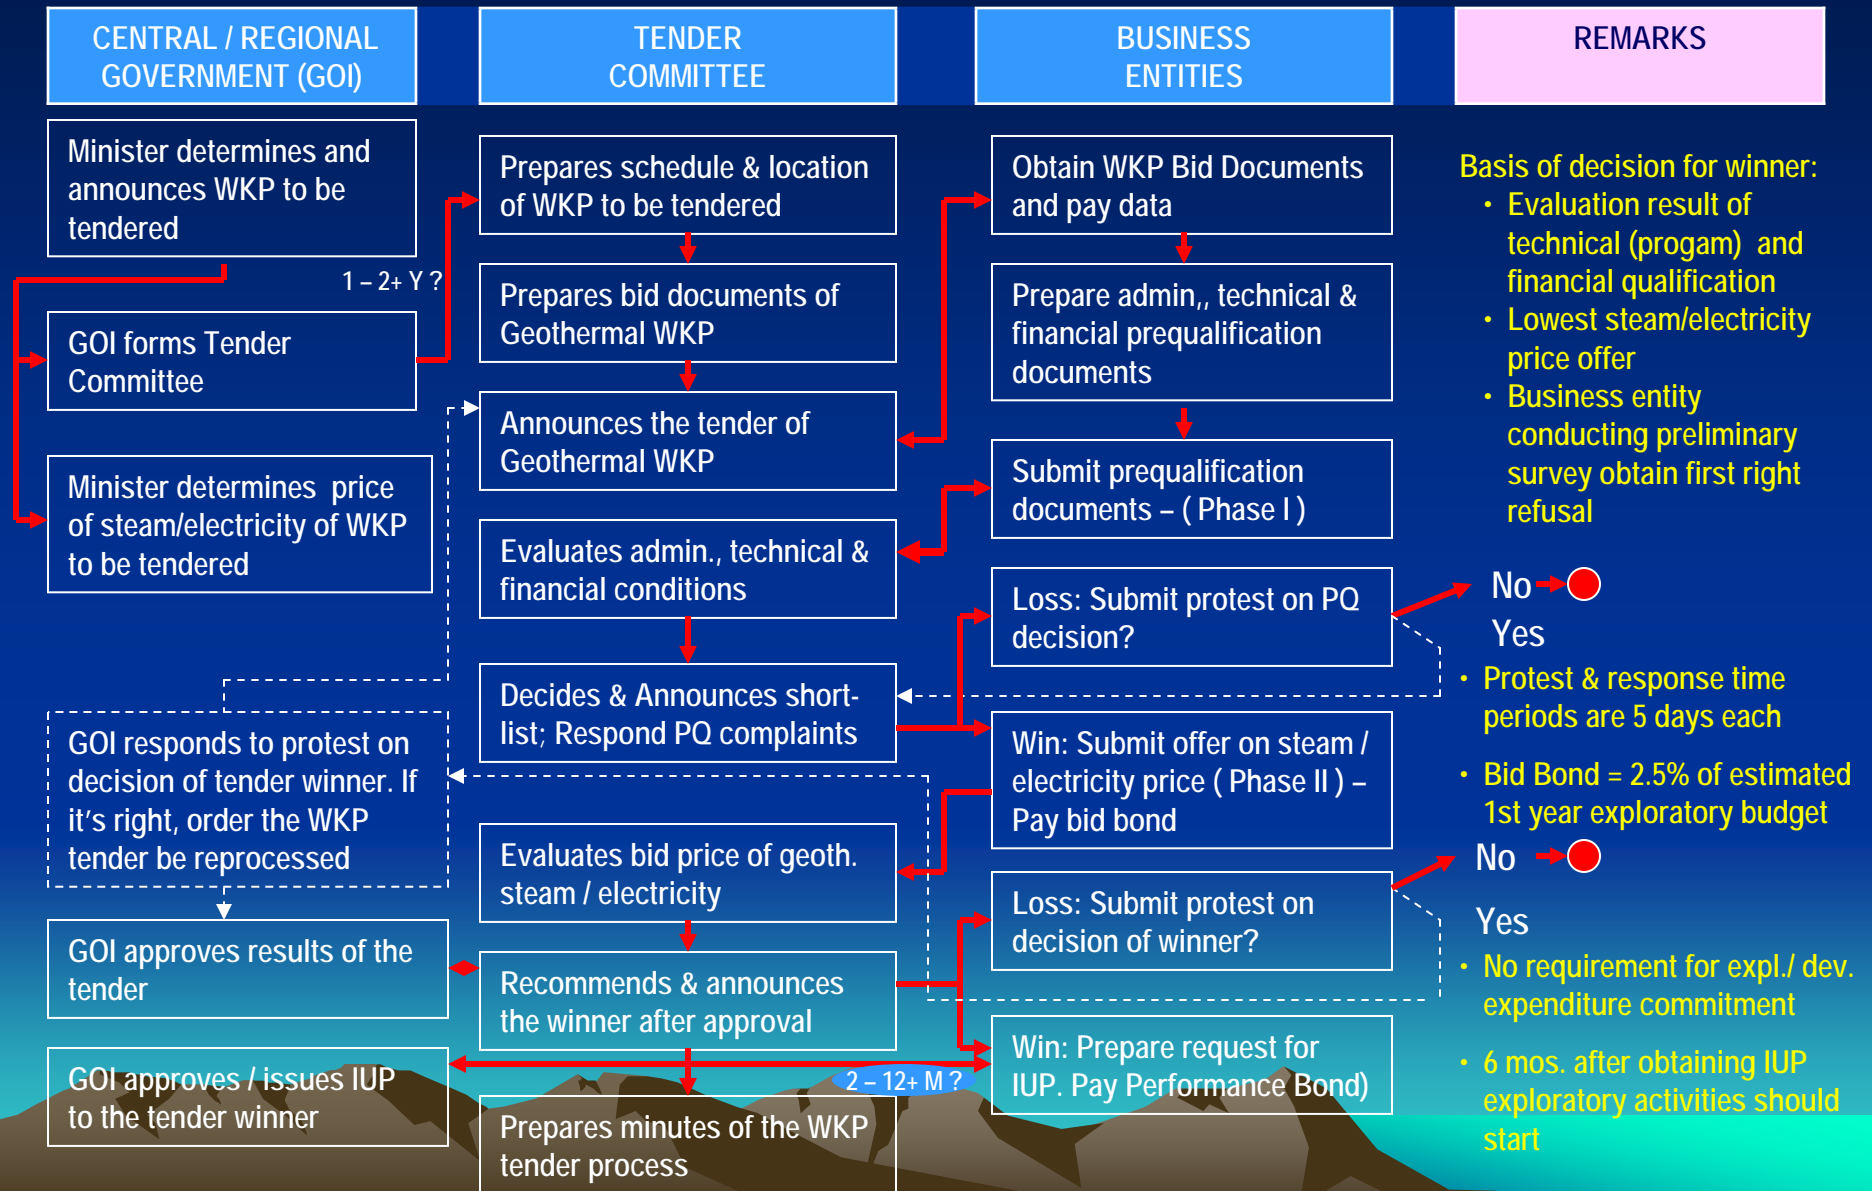 CENTRAL / REGIONAL
GOVERNMENT (GOI)
TENDER
COMMITTEE
BUSINESS
ENTITIES
REMARKS
Minister determines and
announces WKP to be
tendered
1 – 2+ Y ?
GOI forms Tender
Committee
Minister determines price
of steam/electricity of WKP
to be tendered
GOI responds to protest on
decision of tender winner. If
it's right, order the WKP
tender be reprocessed
GOI approves results of the
tender
GOI approves / issues IUP
to the tender winner
Prepares schedule & location
of WKP to be tendered
Prepares bid documents of
Geothermal WKP
Announces the tender of
Geothermal WKP
Evaluates admin., technical &
financial conditions
Decides & Announces short-
list; Respond PQ complaints
Evaluates bid price of geoth.
steam / electricity
Recommends & announces
the winner after approval
2 – 12+ M ?
Prepares minutes of the WKP
tender process
Obtain WKP Bid Documents
and pay data
Prepare admin,, technical &
financial prequalification
documents
Submit prequalification
documents – ( Phase I )
Loss: Submit protest on PQ
decision?
Win: Submit offer on steam /
electricity price ( Phase II ) –
Pay bid bond
Loss: Submit protest on
decision of winner?
Win: Prepare request for
IUP. Pay Performance Bond)
Basis of decision for winner:
• Evaluation result of
technical (progam) and
financial qualification
• Lowest steam/electricity
price offer
• Business entity
conducting preliminary
survey obtain first right
refusal
No
Yes
• Protest & response time
periods are 5 days each
• Bid Bond = 2.5% of estimated
1st year exploratory budget
No
Yes
• No requirement for expl./ dev.
expenditure commitment
• 6 mos. after obtaining IUP
exploratory activities should
start